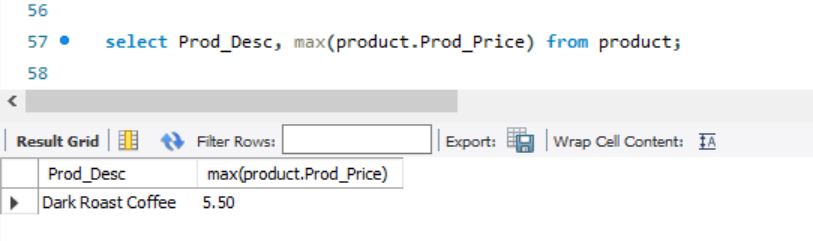 56
57 select Prod_Desc, max(product.Prod_Price) from product;
58
Result Grid Filter Rows: Export: Wrap Cell Content: IA
Prod_Desc max(product.Prod_Price)
Dark Roast Coffee 5.50